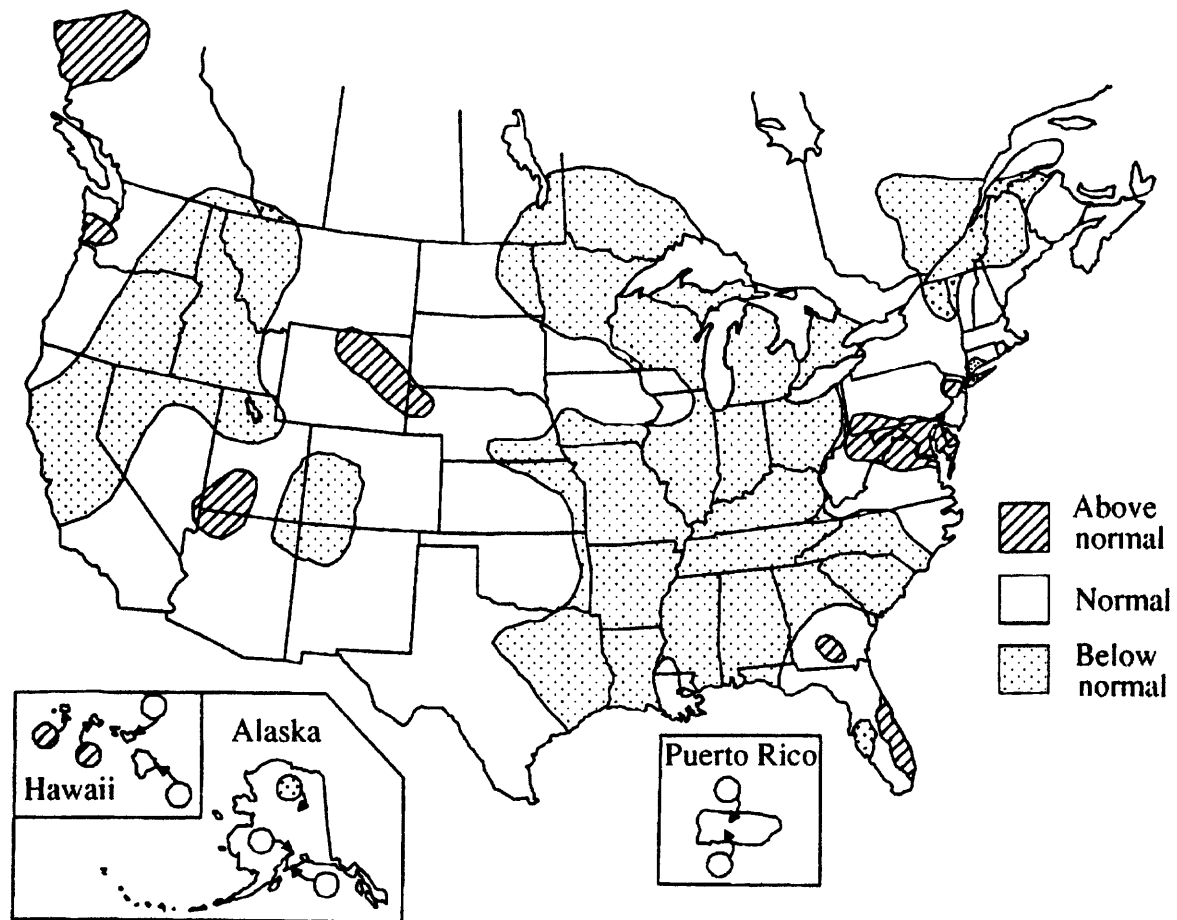 Above
normal
Normal
Below
normal
Alaska
Hawaii
Puerto Rico